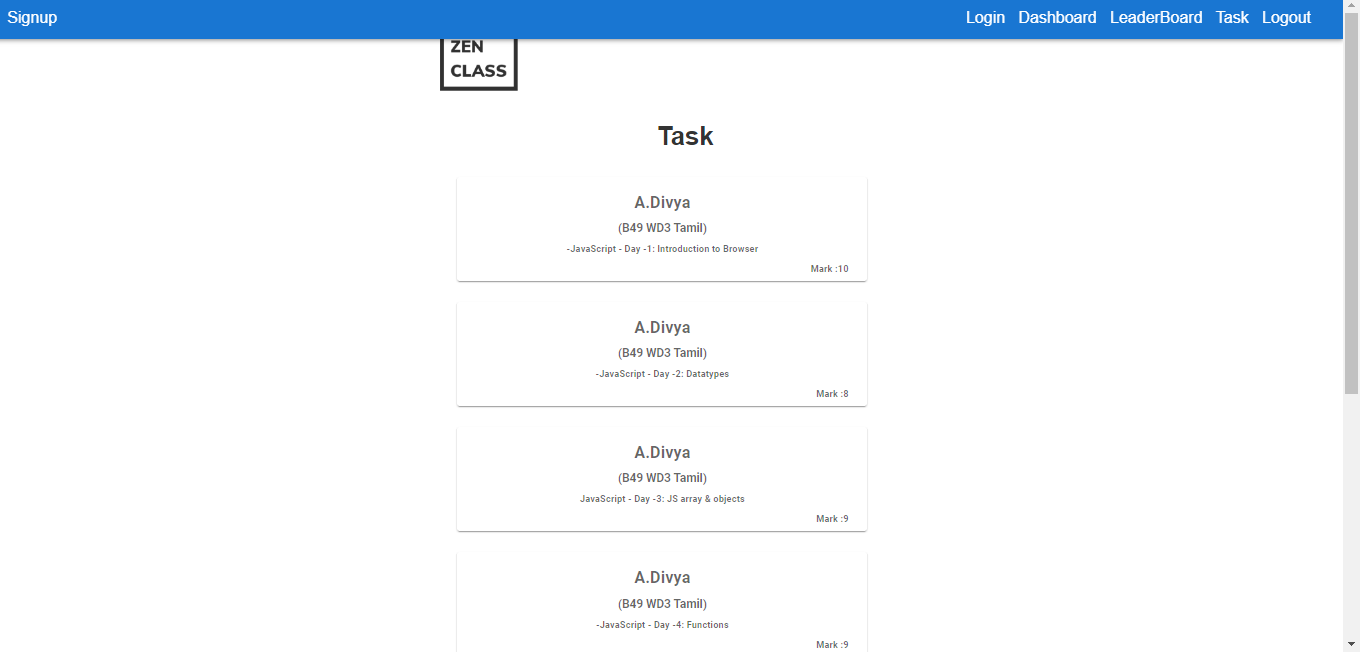 Signup Login Dashboard LeaderBoard Task Logout
ZEN
CLASS
Task
A.Divya
(B49 WD3 Tamil)
-JavaScript - Day -1: Introduction to Browser
Mark :10
A.Divya
(B49 WD3 Tamil)
-JavaScript - Day -2: Datatypes
Mark :8
A.Divya
(B49 WD3 Tamil)
JavaScript - Day -3: JS array & objects
Mark :9
A.Divya
(B49 WD3 Tamil)
-JavaScript - Day -4: Functions
Mark :9